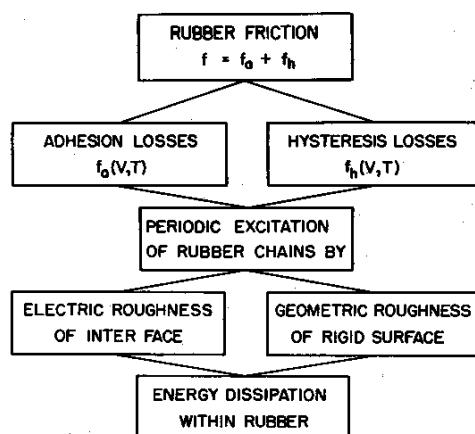 RUBBER FRICTION
f = fa + fh
ADHESION LOSSES
fa(V,T)
HYSTERESIS LOSSES
fh(V,T)
PERIODIC EXCITATION
OF RUBBER CHAINS BY
ELECTRIC ROUGHNESS
OF INTER FACE
GEOMETRIC ROUGHNESS
OF RIGID SURFACE
ENERGY DISSIPATION
WITHIN RUBBER